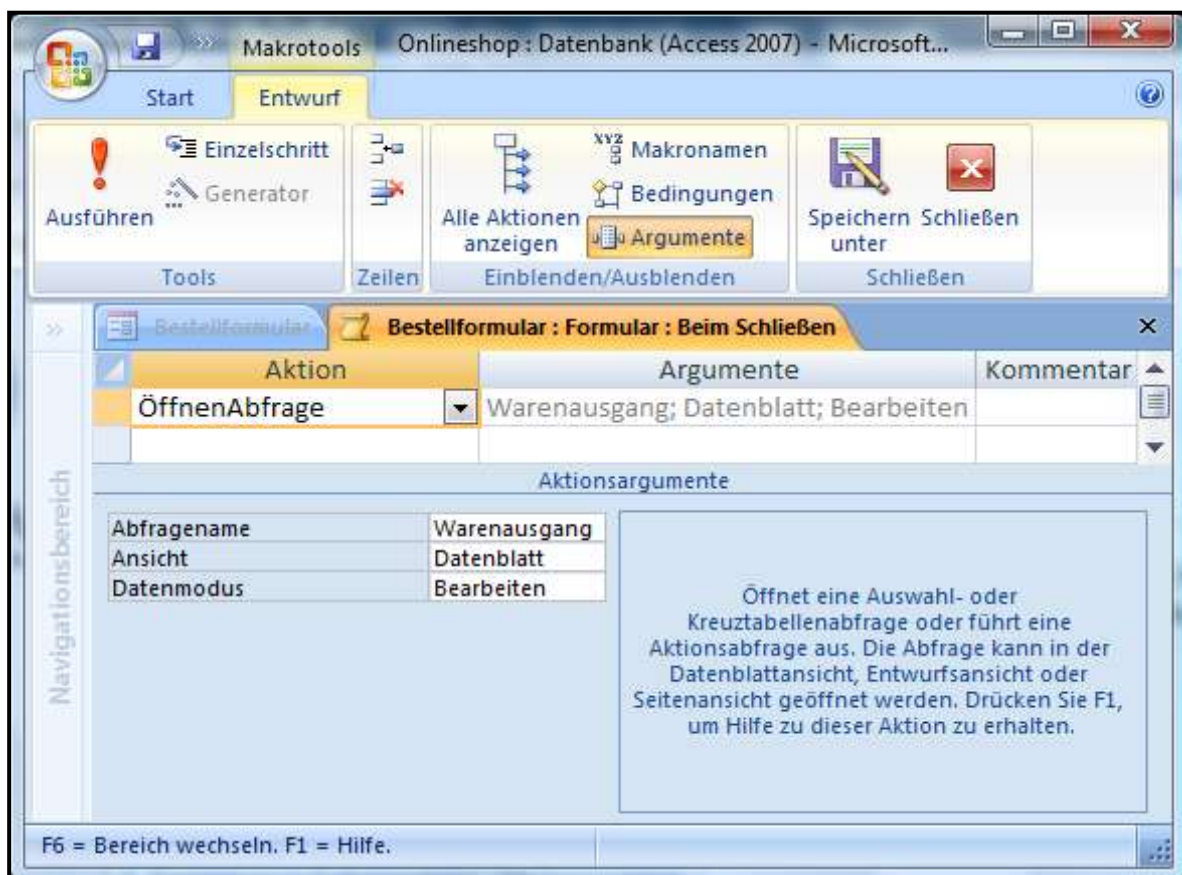 Makrotools Onlineshop : Datenbank (Access 2007) - Microsoft...
Start Entwurf
Ausführen
Einzelschritt
Generator
Tools
Zeilen
Alle Aktionen
anzeigen
XYZ Makronamen
Bedingungen
Argumente
Einblenden/Ausblenden
Speichern
unter
Schließen
Schließen
Bestellformular
Bestellformular : Formular : Beim Schließen
Aktion Argumente Kommentar
ÖffnenAbfrage Warenausgang; Datenblatt; Bearbeiten
Aktionsargumente
Navigationsbereich
Abfragename Warenausgang
Ansicht Datenblatt
Datenmodus Bearbeiten
Öffnet eine Auswahl- oder
Kreuztabellenabfrage oder führt eine
Aktionsabfrage aus. Die Abfrage kann in der
Datenblattansicht, Entwurfsansicht oder
Seitenansicht geöffnet werden. Drücken Sie F1,
um Hilfe zu dieser Aktion zu erhalten.
F6 = Bereich wechseln. F1 = Hilfe.